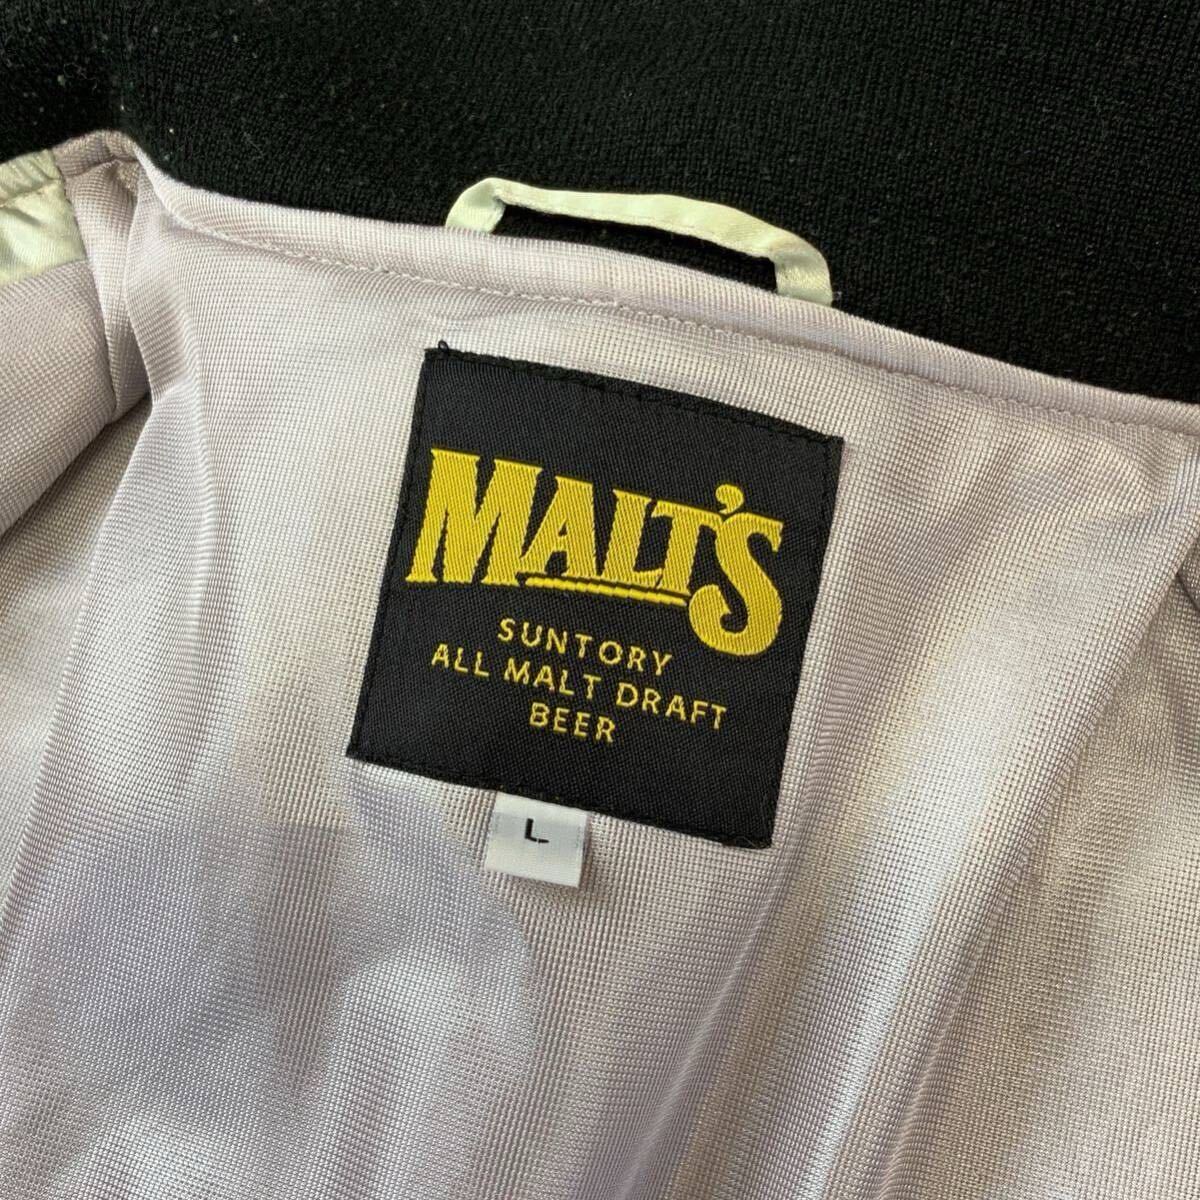 MALT'S
SUNTORY
ALL MALT DRAFT
BEER
L